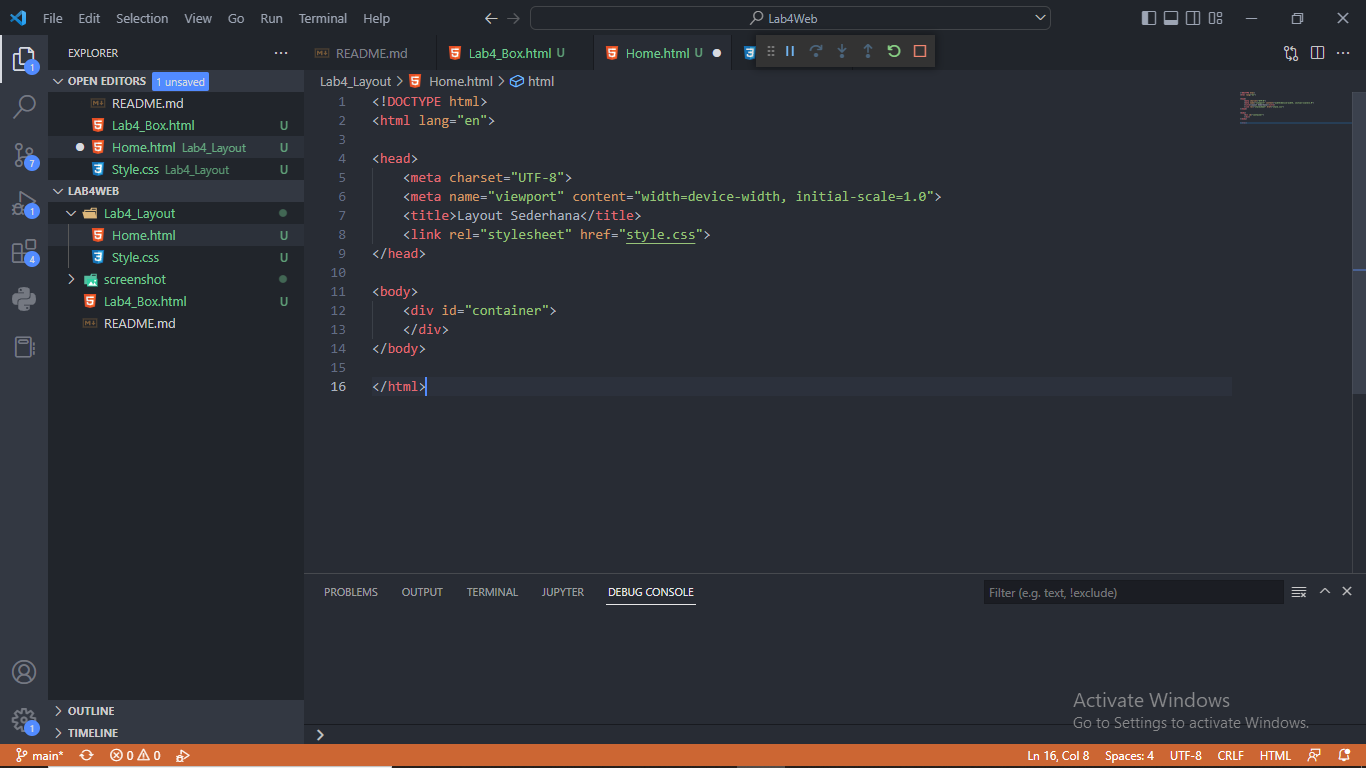 File Edit Selection View Go Run Terminal Help Lab4Web
EXPLORER
README.md Lab4_Box.html U Home.html U
OPEN EDITORS 1 unsaved
README.md
Lab4_Box.html U
Home.html Lab4_Layout U
Style.css Lab4_Layout U
LAB4WEB
Lab4_Layout
Home.html U
Style.css U
screenshot
Lab4_Box.html U
README.md
1
7
1
4
1
OUTLINE
TIMELINE
Lab4_Layout > Home.html > html
1 <!DOCTYPE html>
2 <html lang="en">
3
4 <head>
5 <meta charset="UTF-8">
6 <meta name="viewport" content="width=device-width, initial-scale=1.0">
7 <title>Layout Sederhana</title>
8 <link rel="stylesheet" href="style.css">
9 </head>
10
11 <body>
12 <div id="container">
13 </div>
14 </body>
15
16 </html>
PROBLEMS OUTPUT TERMINAL JUPYTER DEBUG CONSOLE Filter (e.g. text, !exclude)
Activate Windows
Go to Settings to activate Windows.
main* 0 0 Ln 16, Col 8 Spaces: 4 UTF-8 CRLF HTML